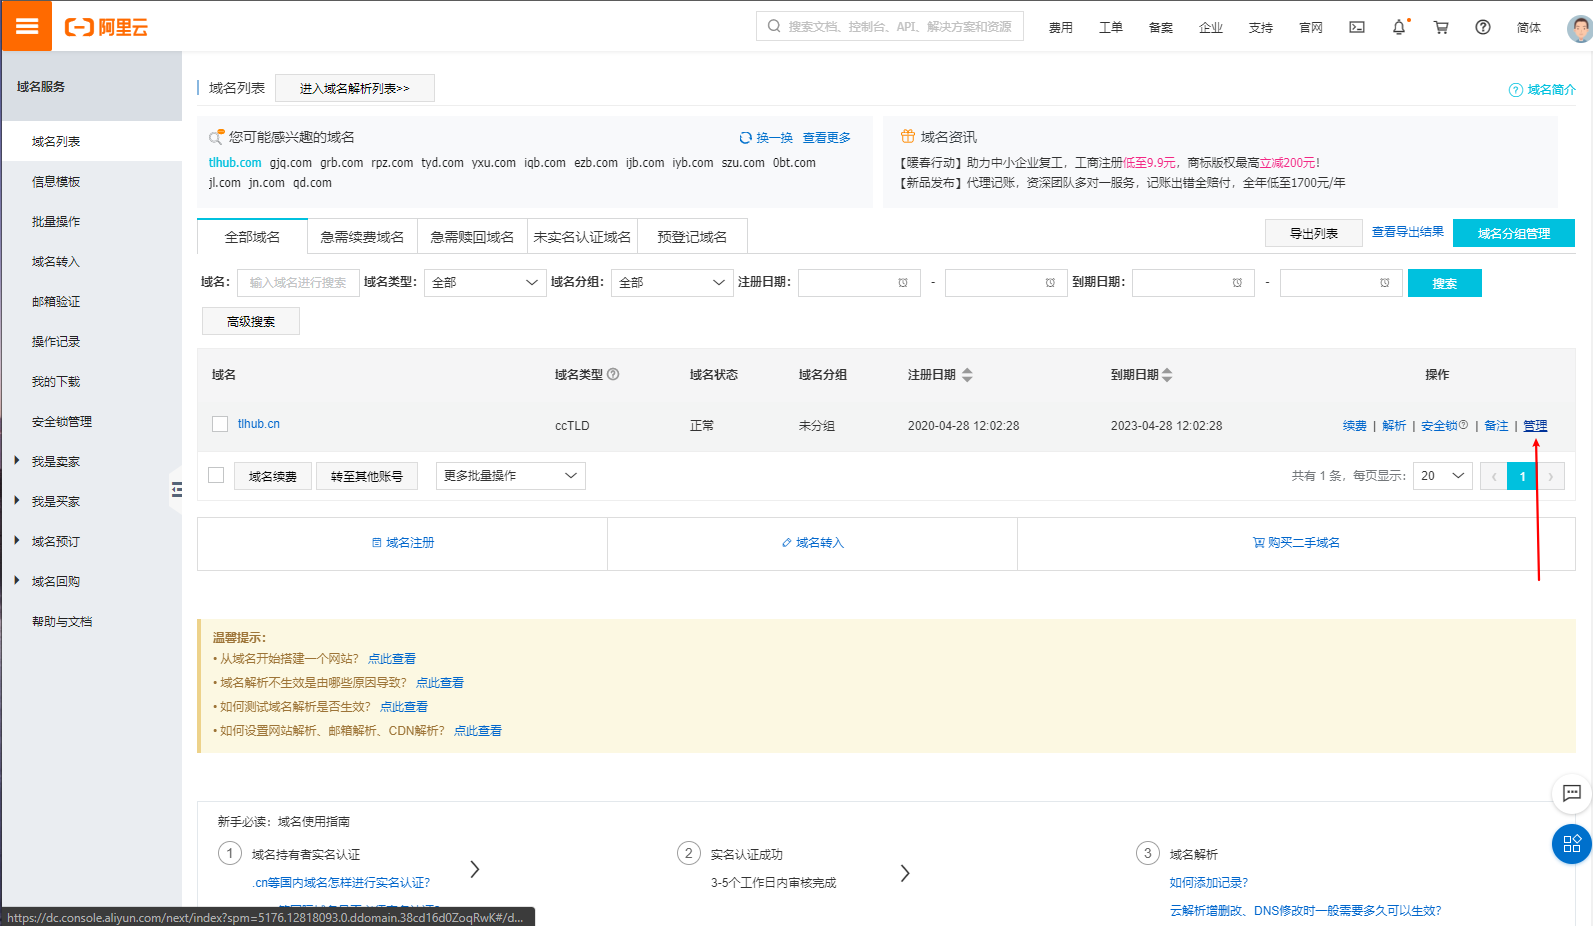 阿里云
搜索文档、控制台、API、解决方案和资源
费用 工单 备案 企业 支持 官网 简体
域名服务
域名列表
信息模板
批量操作
域名转入
邮箱验证
操作记录
我的下载
安全锁管理
我是卖家
我是买家
域名预订
域名回购
帮助与文档
域名列表 进入域名解析列表>>
域名简介
您可能感兴趣的域名 换一换 查看更多
tlhub.com gjq.com grb.com rpz.com tyd.com yxu.com iqb.com ezb.com ijb.com iyb.com szu.com 0bt.com
jl.com jn.com qd.com
域名资讯
【暖春行动】助力中小企业复工，工商注册低至9.9元，商标版权最高立减200元！
【新品发布】代理记账，资深团队多对一服务，记账出错全赔付，全年低至1700元/年
全部域名 急需续费域名 急需赎回域名 未实名认证域名 预登记域名
导出列表 查看导出结果 域名分组管理
域名： 输入域名进行搜索 域名类型： 全部 域名分组： 全部 注册日期： - 到期日期： - 搜索
高级搜索
域名 域名类型 域名状态 域名分组 注册日期 到期日期 操作
tlhub.cn ccTLD 正常 未分组 2020-04-28 12:02:28 2023-04-28 12:02:28 续费 | 解析 | 安全锁 | 备注 | 管理
域名续费 转至其他账号 更多批量操作 共有 1 条，每页显示： 20 ‹ 1 ›
域名注册 域名转入 购买二手域名
温馨提示：
• 从域名开始搭建一个网站？ 点此查看
• 域名解析不生效是由哪些原因导致？ 点此查看
• 如何测试域名解析是否生效？ 点此查看
• 如何设置网站解析、邮箱解析、CDN解析？ 点此查看
新手必读：域名使用指南
1 域名持有者实名认证
.cn等国内域名怎样进行实名认证?
2 实名认证成功
3-5个工作日内审核完成
3 域名解析
如何添加记录?
云解析增删改、DNS修改时一般需要多久可以生效?
https://dc.console.aliyun.com/next/index?spm=5176.12818093.0.ddomain.38cd16d0ZoqRwK#/d...